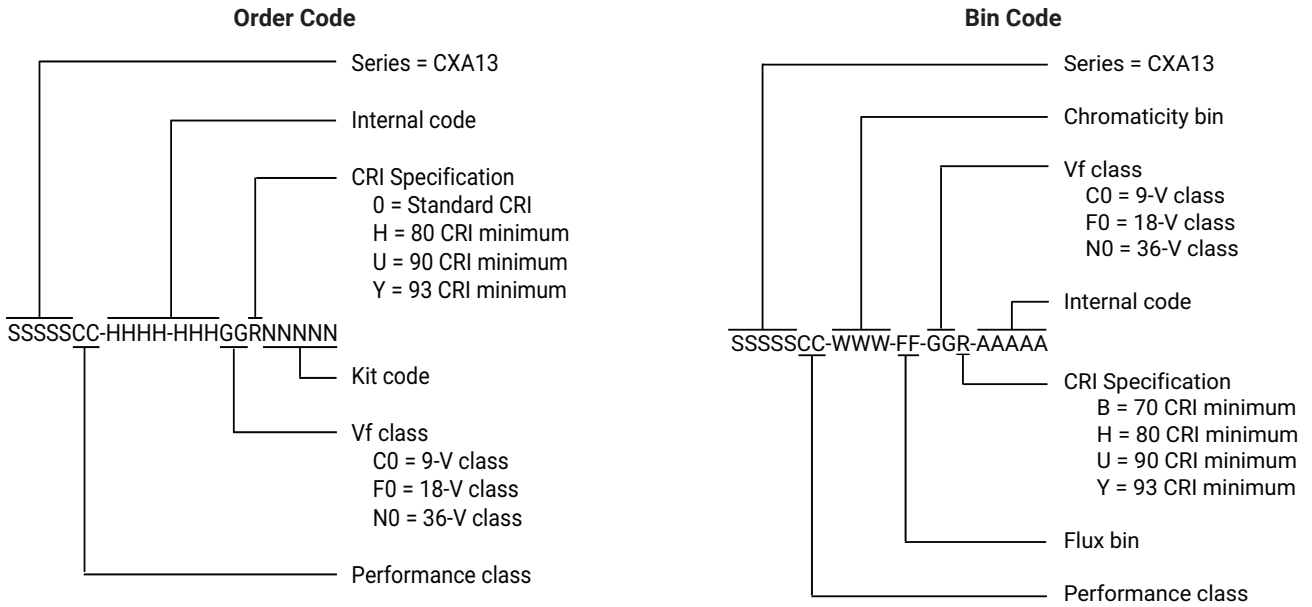 Order Code
Series = CXA13
Internal code
CRI Specification
0 = Standard CRI
H = 80 CRI minimum
U = 90 CRI minimum
Y = 93 CRI minimum
SSSSSCC-HHHH-HHHGGRNNNNN
Kit code
Vf class
C0 = 9-V class
F0 = 18-V class
N0 = 36-V class
Performance class
Bin Code
Series = CXA13
Chromaticity bin
Vf class
C0 = 9-V class
F0 = 18-V class
N0 = 36-V class
Internal code
SSSSSCC-WWW-FF-GGR-AAAAA
CRI Specification
B = 70 CRI minimum
H = 80 CRI minimum
U = 90 CRI minimum
Y = 93 CRI minimum
Flux bin
Performance class